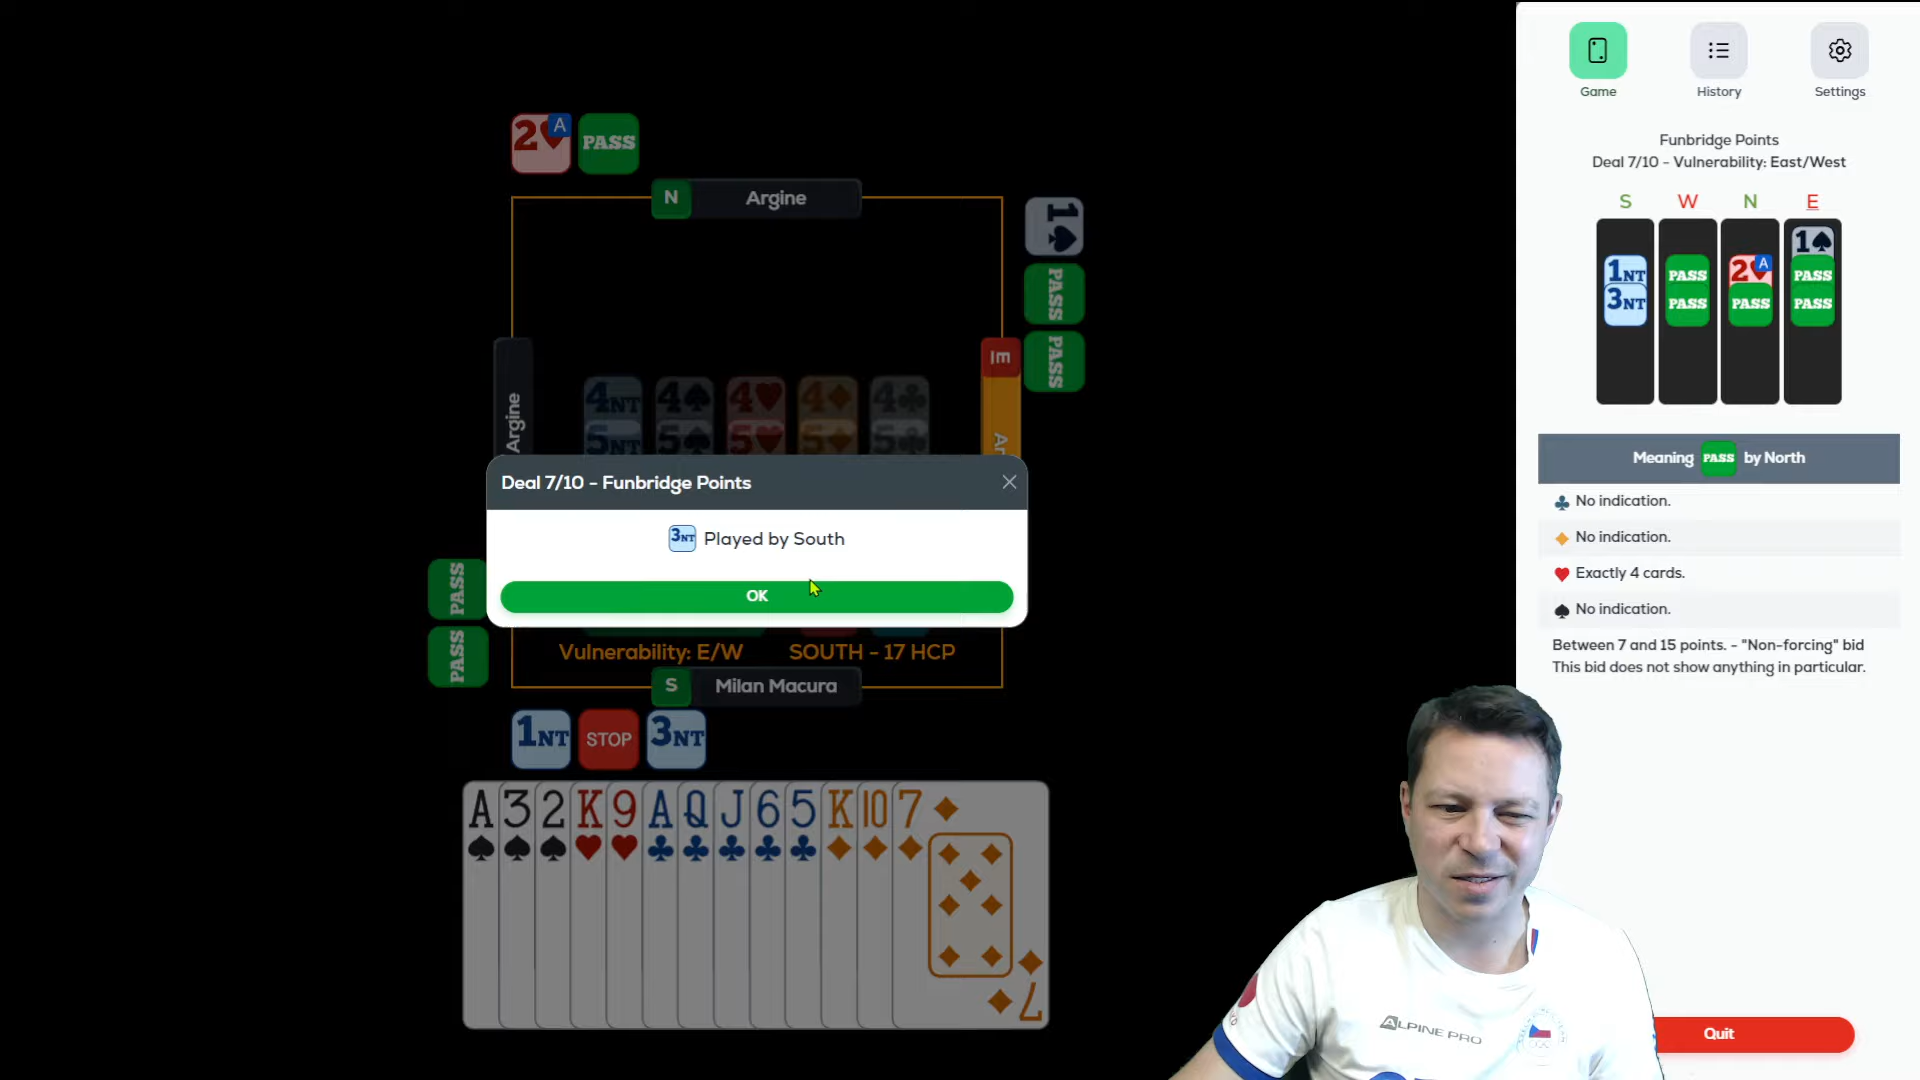 Game
History
Settings
Funbridge Points
Deal 7/10 - Vulnerability: East/West
S W N E
1♠
1NT PASS 2♥ A PASS
3NT PASS PASS PASS
Meaning PASS by North
♣ No indication.
♦ No indication.
♥ Exactly 4 cards.
♠ No indication.
Between 7 and 15 points. - "Non-forcing" bid
This bid does not show anything in particular.
Quit
2♥ A PASS
N Argine
1♠
PASS
PASS
E
Ar
Argine
4NT 4♠ 4♥ 4♦ 4♣
5NT 5♠ 5♥ 5♦ 5♣
Deal 7/10 - Funbridge Points
3NT Played by South
OK
PASS
PASS
Vulnerability: E/W SOUTH - 17 HCP
S Milan Macura
1NT STOP 3NT
A 3 2 K 9 A Q J 6 5 K 10 7
7
ALPINE PRO